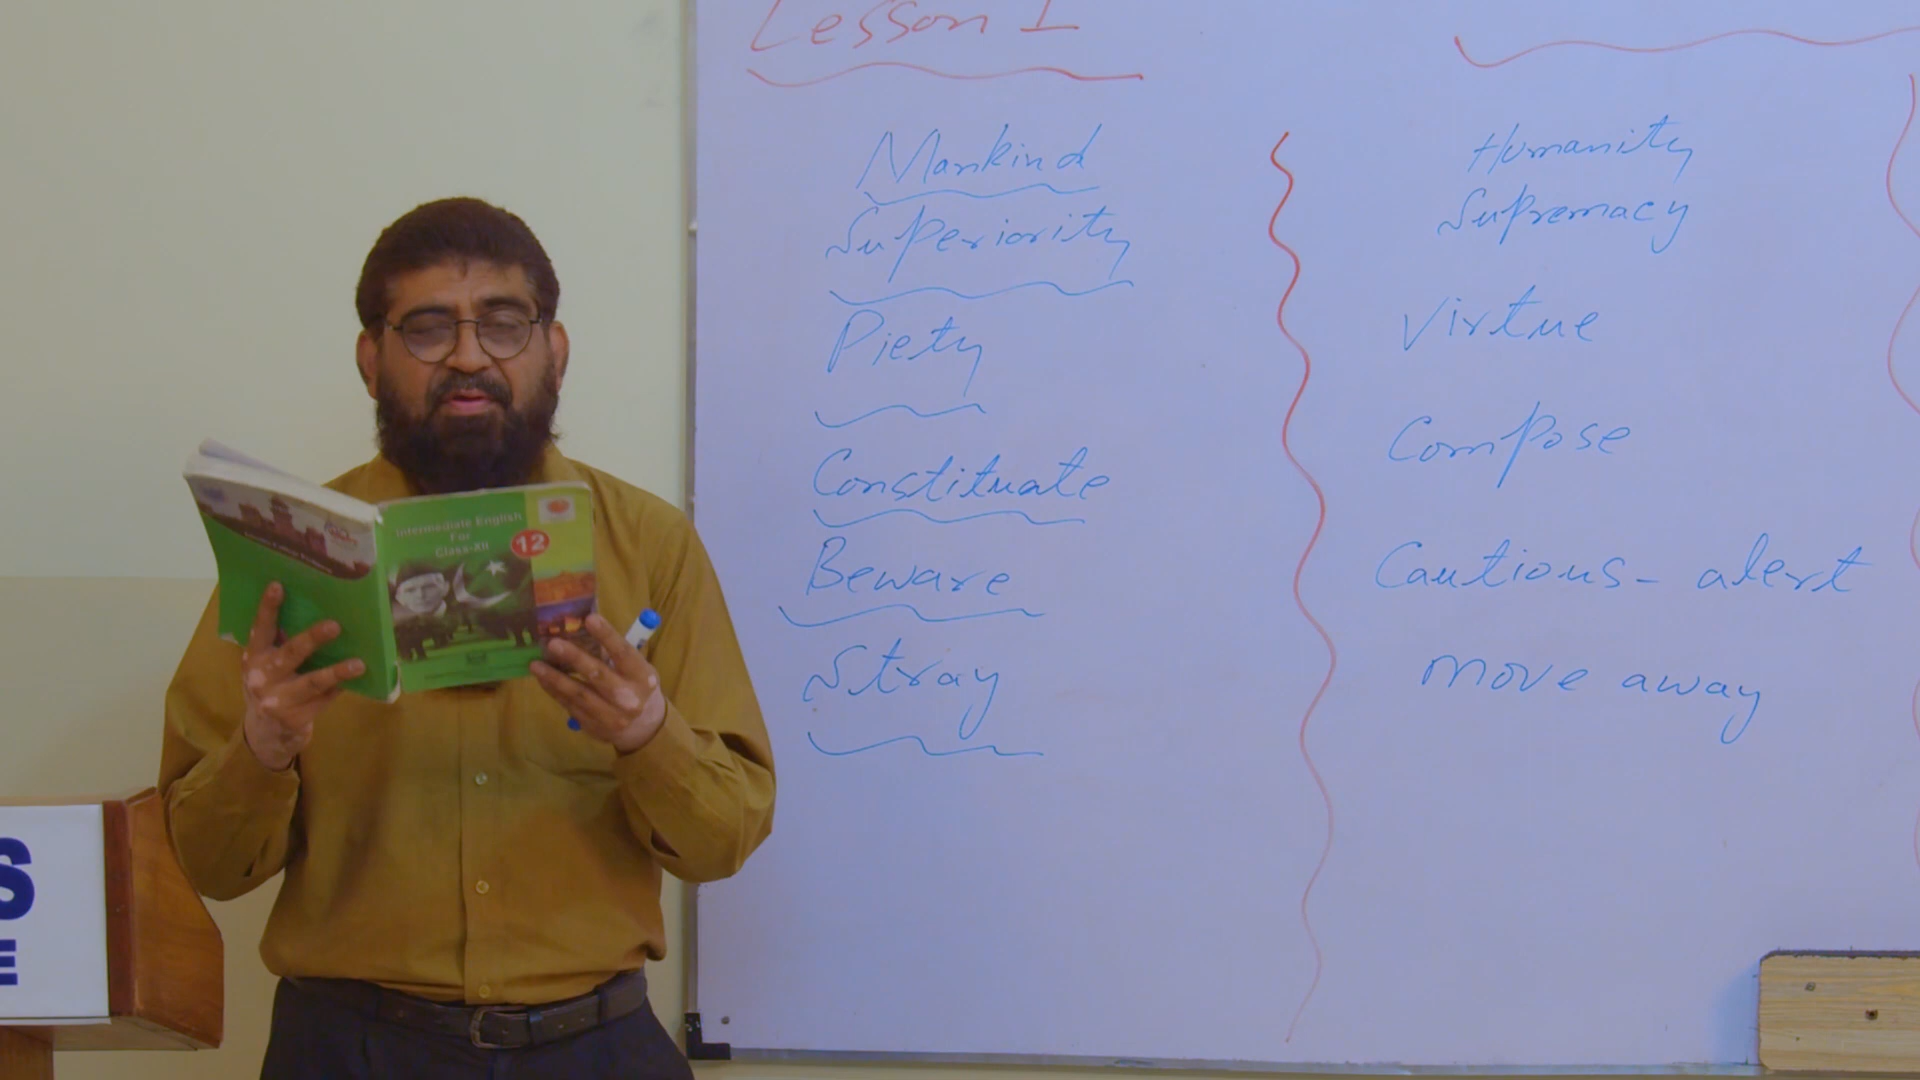 Lesson 1
Mankind
Humanity
Superiority
Supremacy
Piety
Virtue
Constituate
Compose
Beware
Cautious - alert
Stray
move away
Intermediate English
For
Class-XII
12
S
E